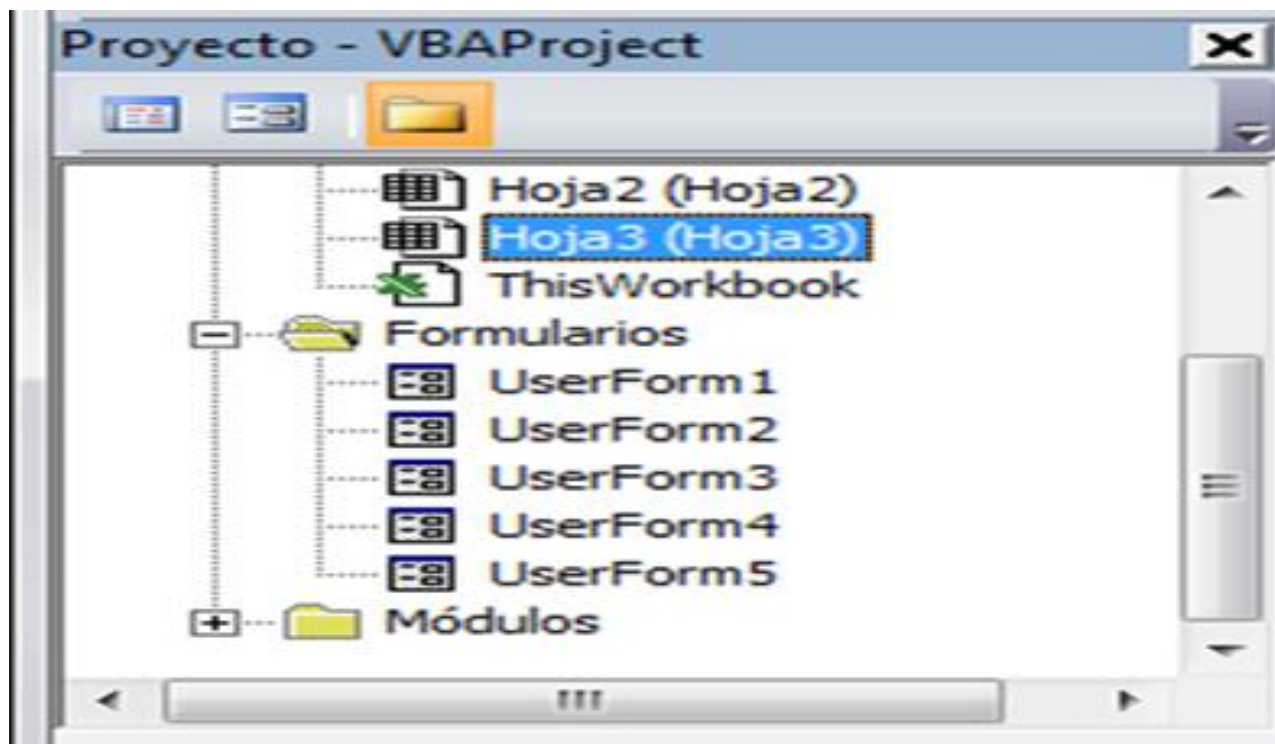 Proyecto - VBAProject
Hoja2 (Hoja2)
Hoja3 (Hoja3)
ThisWorkbook
Formularios
UserForm1
UserForm2
UserForm3
UserForm4
UserForm5
Módulos